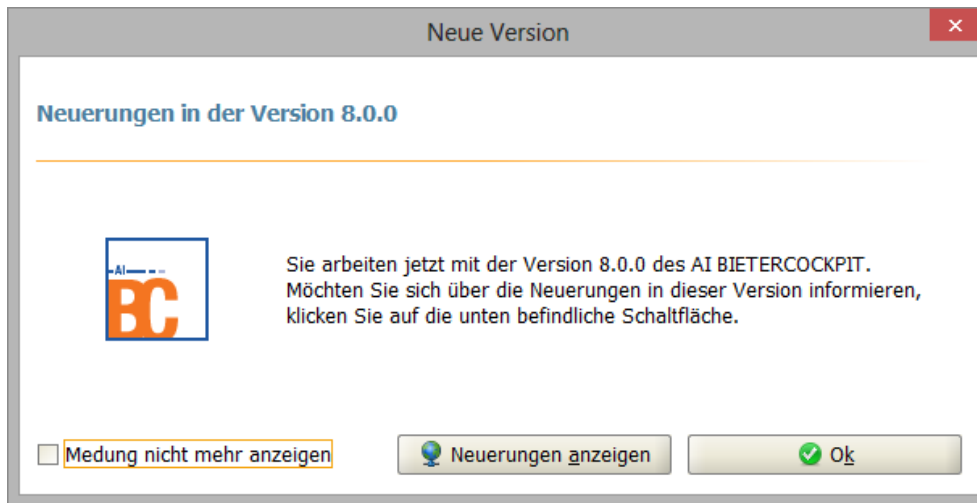 Neue Version
Neuerungen in der Version 8.0.0
AI
BC
Sie arbeiten jetzt mit der Version 8.0.0 des AI BIETERCOCKPIT.
Möchten Sie sich über die Neuerungen in dieser Version informieren,
klicken Sie auf die unten befindliche Schaltfläche.
Medung nicht mehr anzeigen
Neuerungen anzeigen
Ok